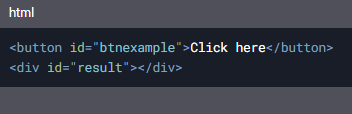 html
<button id="btnexample">Click here</button>
<div id="result"></div>